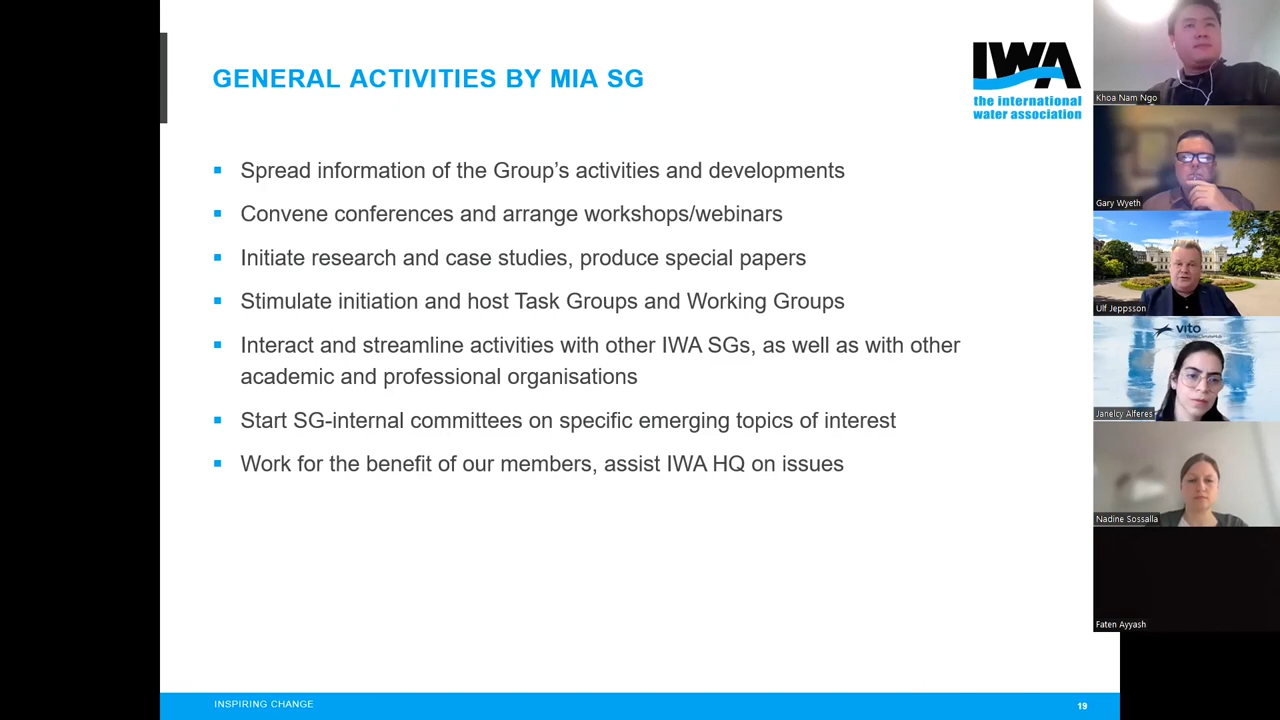 GENERAL ACTIVITIES BY MIA SG
IWA
the international
water association
Spread information of the Group’s activities and developments
Convene conferences and arrange workshops/webinars
Initiate research and case studies, produce special papers
Stimulate initiation and host Task Groups and Working Groups
Interact and streamline activities with other IWA SGs, as well as with other
academic and professional organisations
Start SG-internal committees on specific emerging topics of interest
Work for the benefit of our members, assist IWA HQ on issues
INSPIRING CHANGE
19
Khoa Nam Ngo
Gary Wyeth
Ulf Jeppsson
vito
Janelcy Alferes
Nadine Sossalla
Faten Ayyash